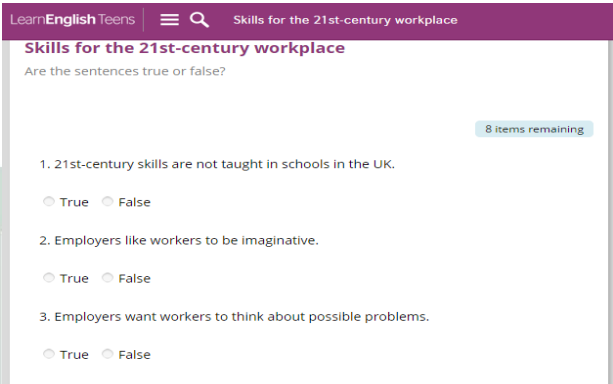 LearnEnglish Teens Skills for the 21st-century workplace
Skills for the 21st-century workplace
Are the sentences true or false?
8 items remaining
1. 21st-century skills are not taught in schools in the UK.
True False
2. Employers like workers to be imaginative.
True False
3. Employers want workers to think about possible problems.
True False